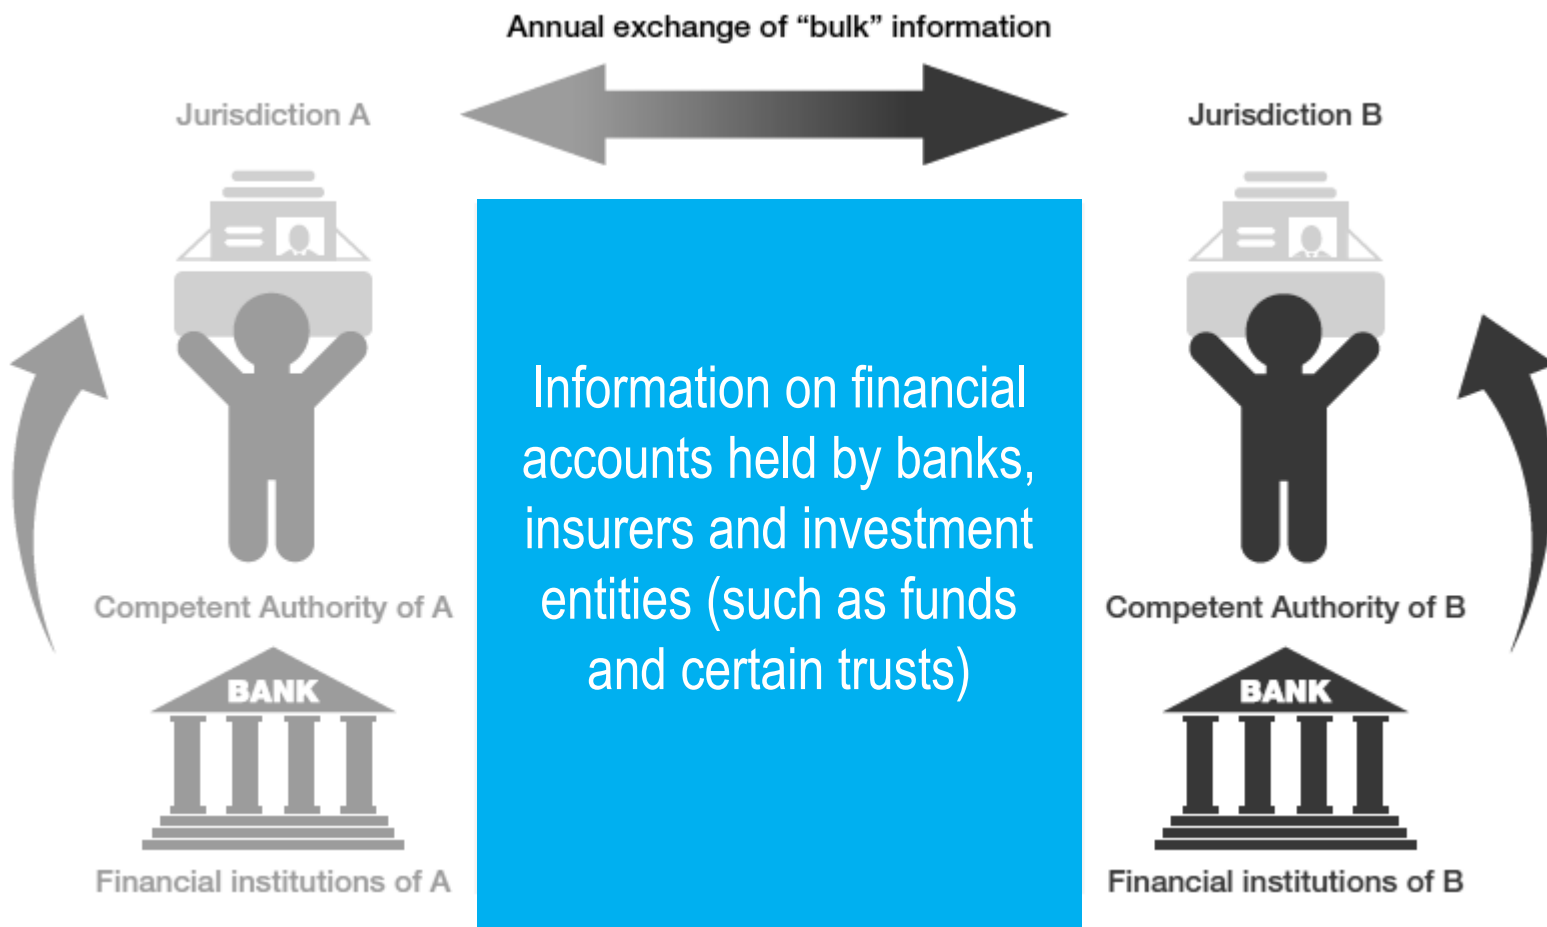 Annual exchange of “bulk” information
Jurisdiction A
Jurisdiction B
Information on financial
accounts held by banks,
insurers and investment
entities (such as funds
and certain trusts)
Competent Authority of A
Competent Authority of B
BANK
BANK
Financial institutions of A
Financial institutions of B